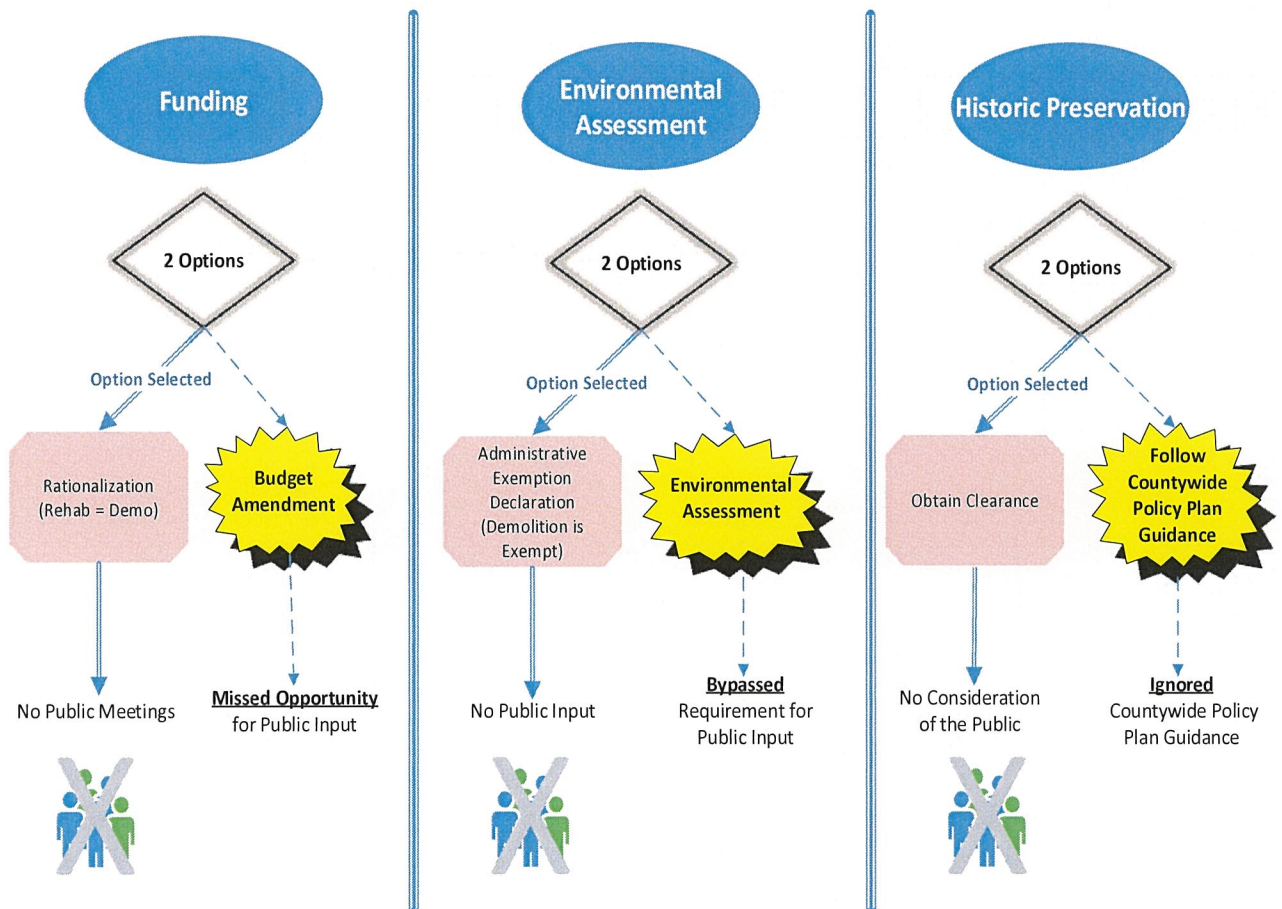 Funding
2 Options
Option Selected
Rationalization
(Rehab = Demo)
Budget
Amendment
No Public Meetings
Missed Opportunity
for Public Input
Environmental
Assessment
2 Options
Option Selected
Administrative
Exemption
Declaration
(Demolition is
Exempt)
Environmental
Assessment
No Public Input
Bypassed
Requirement for
Public Input
Historic Preservation
2 Options
Option Selected
Obtain Clearance
Follow
Countywide
Policy Plan
Guidance
No Consideration
of the Public
Ignored
Countywide Policy
Plan Guidance